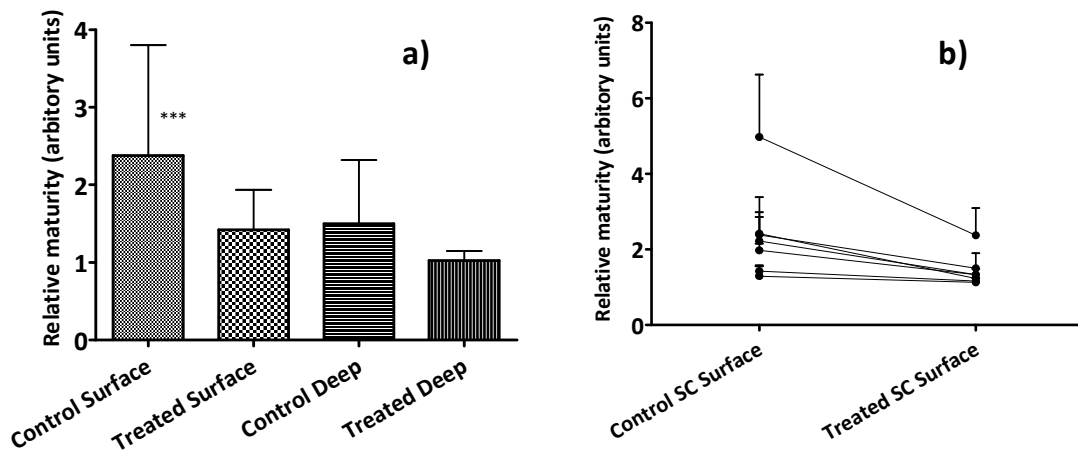 Relative maturity (arbitory units)
4
3
2
1
0
a)
***
Control Surface
Treated Surface
Control Deep
Treated Deep
Relative maturity (arbitory units)
8
6
4
2
0
b)
Control SC Surface
Treated SC Surface